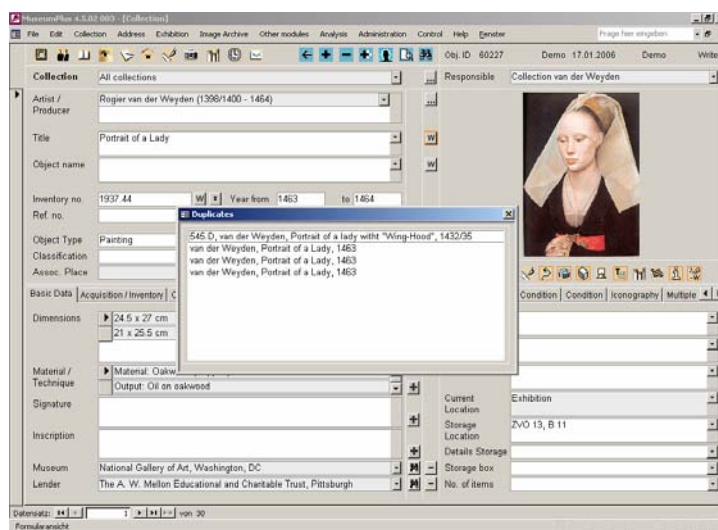 MuseumPlus 4.5.02 003 - [Collection]
File Edit Collection Address Exhibition Image Archive Other modules Analysis Administration Control Help Fenster Frage hier eingeben
Obj. ID 60227 Demo 17.01.2006 Demo Write
Collection All collections Responsible Collection van der Weyden
Artist / Producer Rogier van der Weyden (1398/1400 - 1464)
Title Portrait of a Lady W
Object name W
Inventory no. 1937.44 W Year from 1463 to 1464
Ref. no.
Duplicates
545 D, van der Weyden, Portrait of a lady witht "Wing-Hood", 1432/35
van der Weyden, Portrait of a Lady, 1463
van der Weyden, Portrait of a Lady, 1463
van der Weyden, Portrait of a Lady, 1463
Object Type Painting
Classification
Assoc. Place
Basic Data Acquisition / Inventory Condition Condition Iconography Multiple
Dimensions 24.5 x 27 cm
21 x 25.5 cm
Material / Technique Material: Oakw
Output: Oil on oakwood
Signature
Inscription
Current Location Exhibition
Storage Location ZVO 13, B 11
Details Storage
Museum National Gallery of Art, Washington, DC Storage box
Lender The A. W. Mellon Educational and Charitable Trust, Pittsburgh No. of items
Datensatz: 1 von 30
Formularansicht